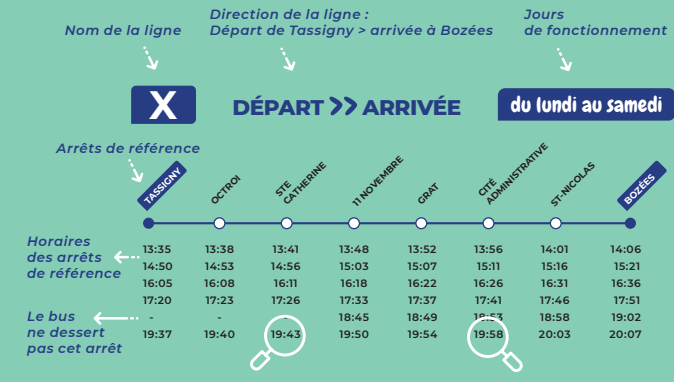 Nom de la ligne
Direction de la ligne :
Départ de Tassigny > arrivée à Bozées
Jours
de fonctionnement
X
DÉPART >> ARRIVÉE
du lundi au samedi
Arrêts de référence
TASSIGNY
OCTROI
STE
CATHERINE
11 NOVEMBRE
GRAT
CITÉ
ADMINISTRATIVE
ST-NICOLAS
BOZÉES
Horaires
des arrêts
de référence
13:35 13:38 13:41 13:48 13:52 13:56 14:01 14:06
14:50 14:53 14:56 15:03 15:07 15:11 15:16 15:21
16:05 16:08 16:11 16:18 16:22 16:26 16:31 16:36
17:20 17:23 17:26 17:33 17:37 17:41 17:46 17:51
Le bus
ne dessert
pas cet arrêt
- - - 18:45 18:49 18:53 18:58 19:02
19:37 19:40 19:43 19:50 19:54 19:58 20:03 20:07